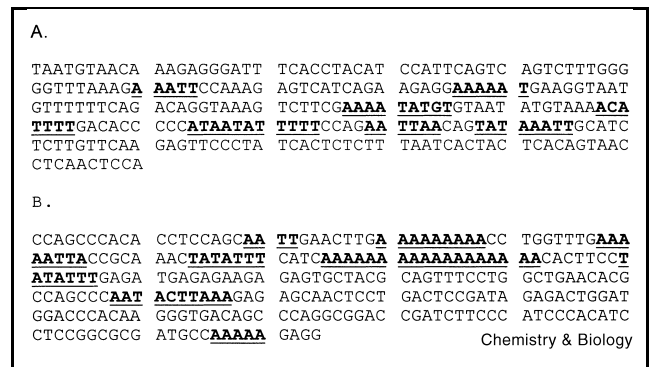 A.
TAATGTAACA AAGAGGGATT TCACCTACAT CCATTCAGTC AGTCTTTGGG
GGTTTAAAGA AATTCCAAAG AGTCATCAGA AGAGGAAAAA TGAAGGTAAT
GTTTTTTCAG ACAGGTAAAG TCTTCGAAAA TATGTGTAAT ATGTAAAACA
TTTTGACACC CCCATAATAT TTTTCCAGAA TTAACAGTAT AAATTGCATC
TCTTGTTCAA GAGTTCCCTA TCACTCTCTT TAATCACTAC TCACAGTAAC
CTCAACTCCA
B.
CCAGCCCACA CCTCCAGCAA TTGAACTTGA AAAAAAAACC TGGTTTGAAA
AATTACCGCA AACTATATTT CATCAAAAAA AAAAAAAAAA AACACTTCCT
ATATTTGAGA TGAGAGAAGA GAGTGCTACG CAGTTTCCTG GCTGAACACG
CCAGCCCAAT ACTTAAAGAG AGCAACTCCT GACTCCGATA GAGACTGGAT
GGACCCACAA GGGTGACAGC CCAGGCGGAC CGATCTTCCC ATCCCACATC
CTCCGGCGCG ATGCCAAAAA GAGG
Chemistry & Biology